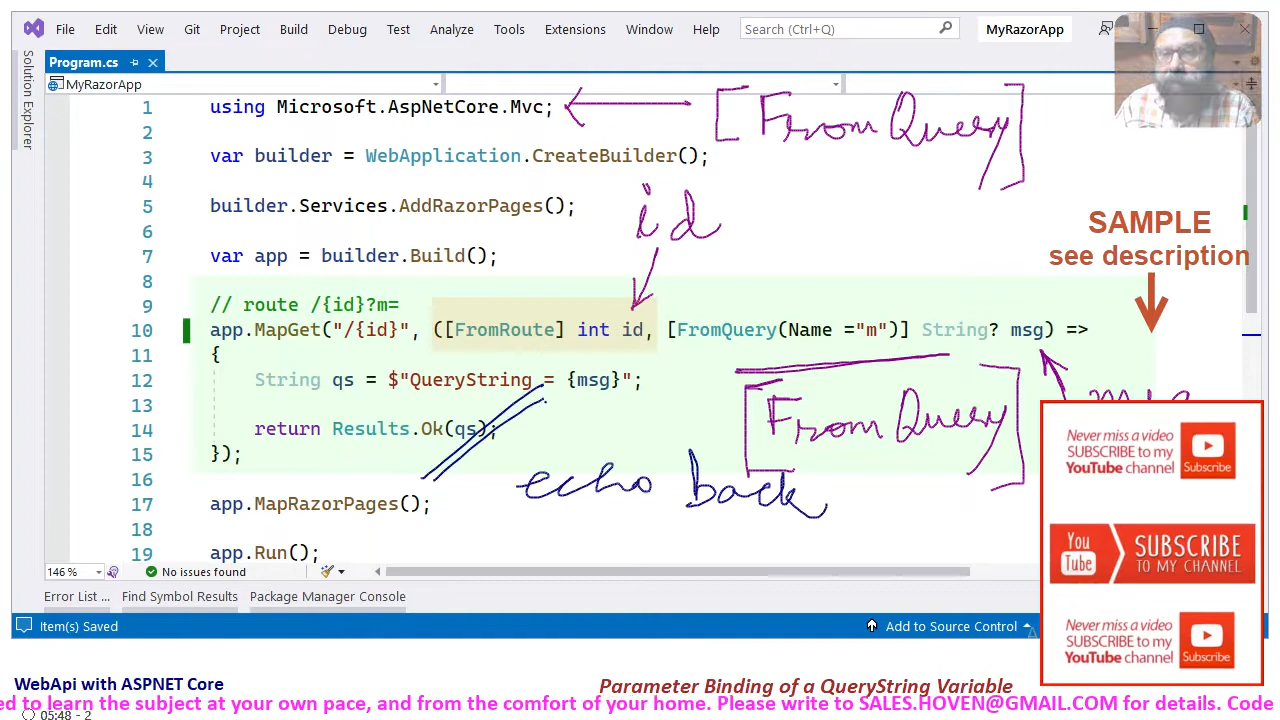 File Edit View Git Project Build Debug Test Analyze Tools Extensions Window Help Search (Ctrl+Q) MyRazorApp
Solution Explorer
Program.cs
MyRazorApp
1 using Microsoft.AspNetCore.Mvc;
[FromQuery]
2
3 var builder = WebApplication.CreateBuilder();
4
5 builder.Services.AddRazorPages();
id
6
7 var app = builder.Build();
SAMPLE
see description
8
9 // route /{id}?m=
10 app.MapGet("/{id}", ([FromRoute] int id, [FromQuery(Name ="m")] String? msg) =>
11 {
12 String qs = $"QueryString = {msg}";
13
[FromQuery]
14 return Results.Ok(qs);
15 });
echo back
16
17 app.MapRazorPages();
18
19 app.Run();
Never miss a video
SUBSCRIBE to my
YouTube channel
Subscribe
You Tube
SUBSCRIBE
TO MY CHANNEL
Never miss a video
SUBSCRIBE to my
YouTube channel
Subscribe
146 % No issues found
Error List ... Find Symbol Results Package Manager Console
Item(s) Saved Add to Source Control
WebApi with ASPNET Core
Parameter Binding of a QueryString Variable
ed to learn the subject at your own pace, and from the comfort of your home. Please write to SALES.HOVEN@GMAIL.COM for details. Code
05:48 - 2